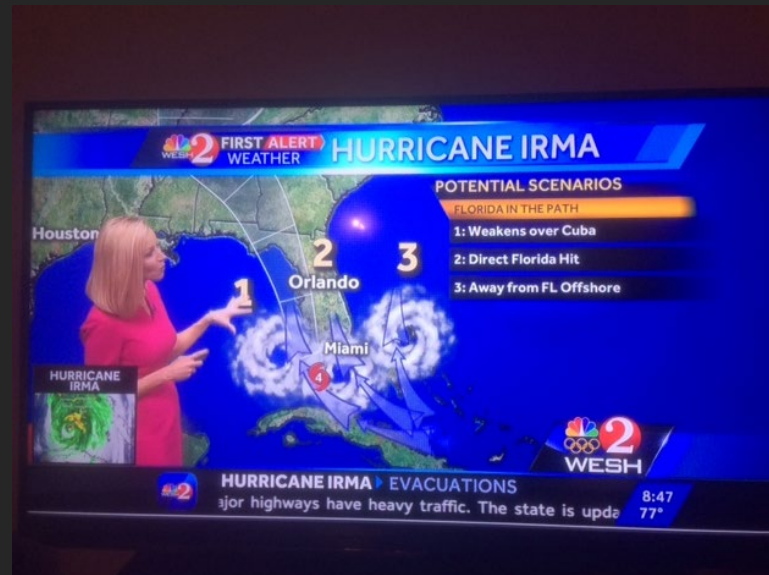 WESH 2 FIRST ALERT
WEATHER
HURRICANE IRMA
POTENTIAL SCENARIOS
FLORIDA IN THE PATH
1: Weakens over Cuba
2: Direct Florida Hit
3: Away from FL Offshore
Houston
1
2
3
Orlando
Miami
4
HURRICANE
IRMA
2
WESH
2
HURRICANE IRMA EVACUATIONS
ajor highways have heavy traffic. The state is upda
8:47
77°